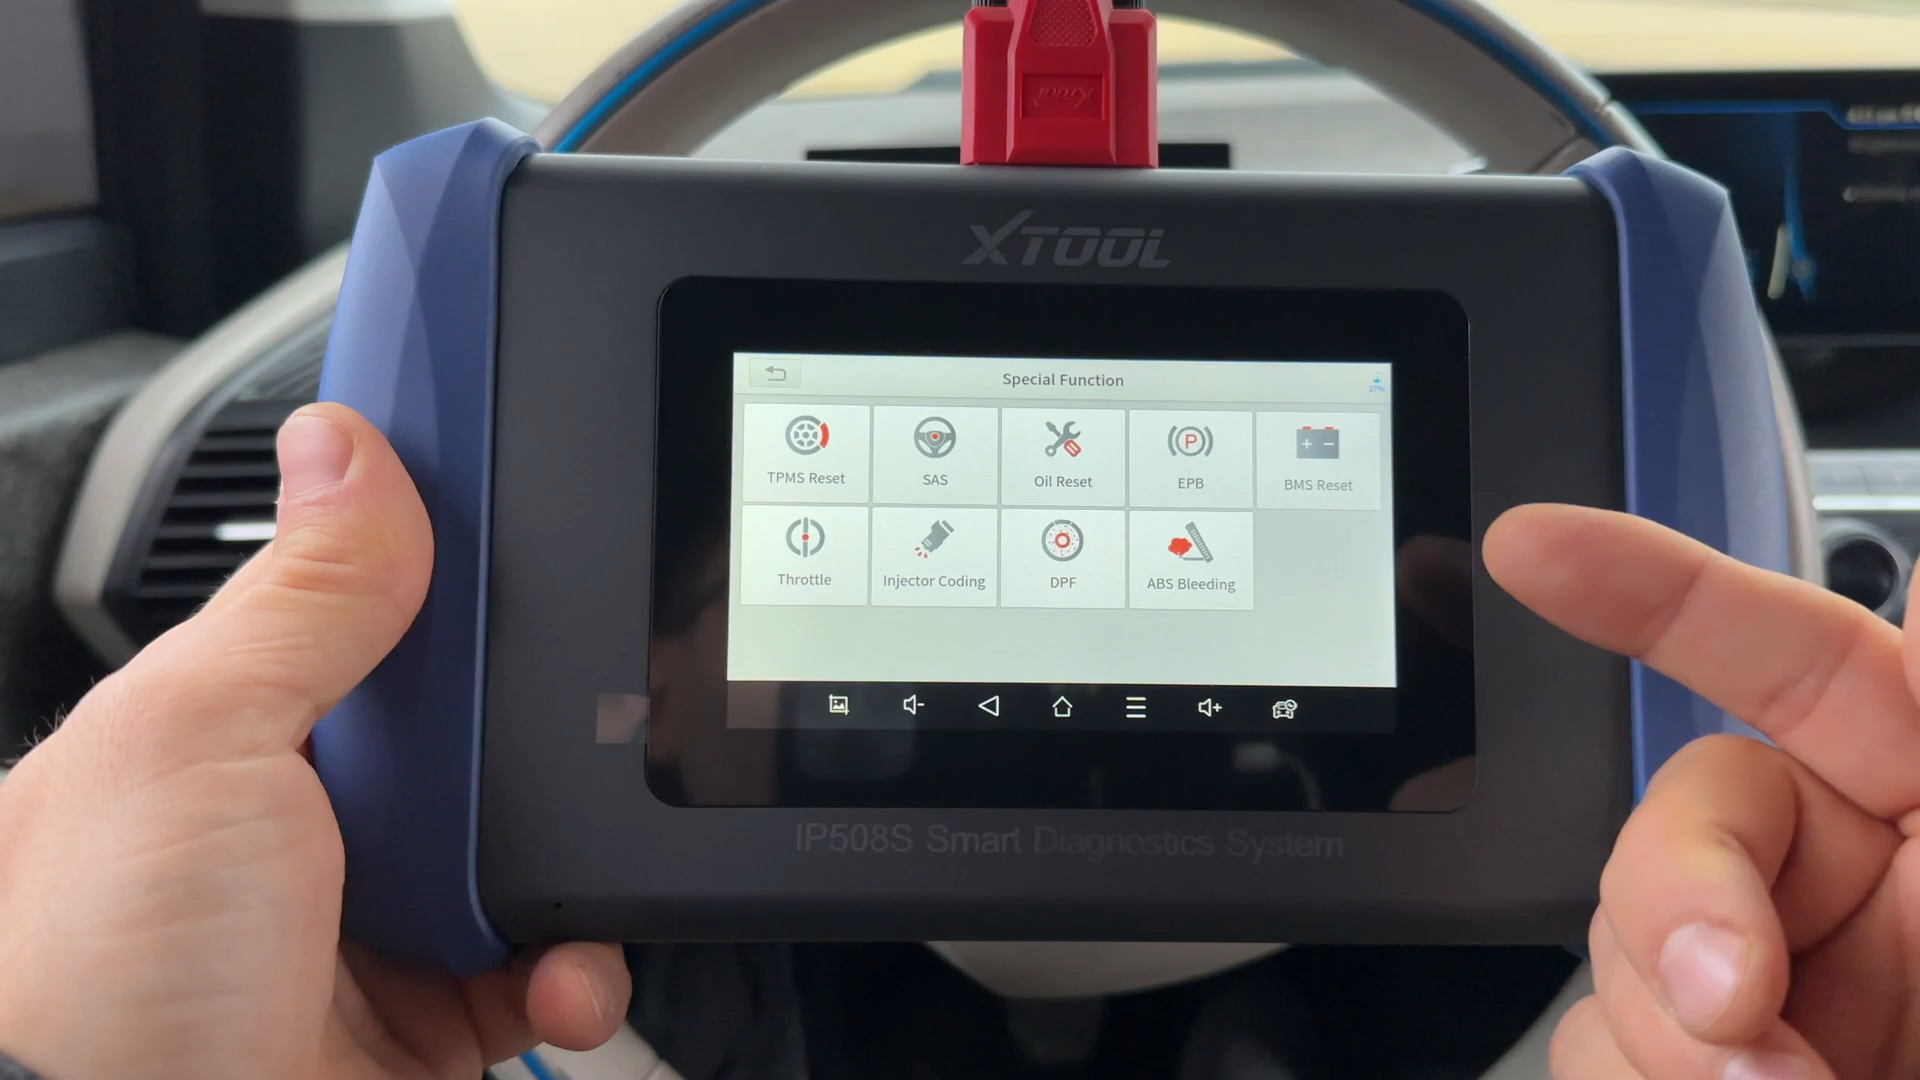 XTOOL
Special Function
27%
TPMS Reset
SAS
Oil Reset
EPB
BMS Reset
Throttle
Injector Coding
DPF
ABS Bleeding
IP508S Smart Diagnostics System